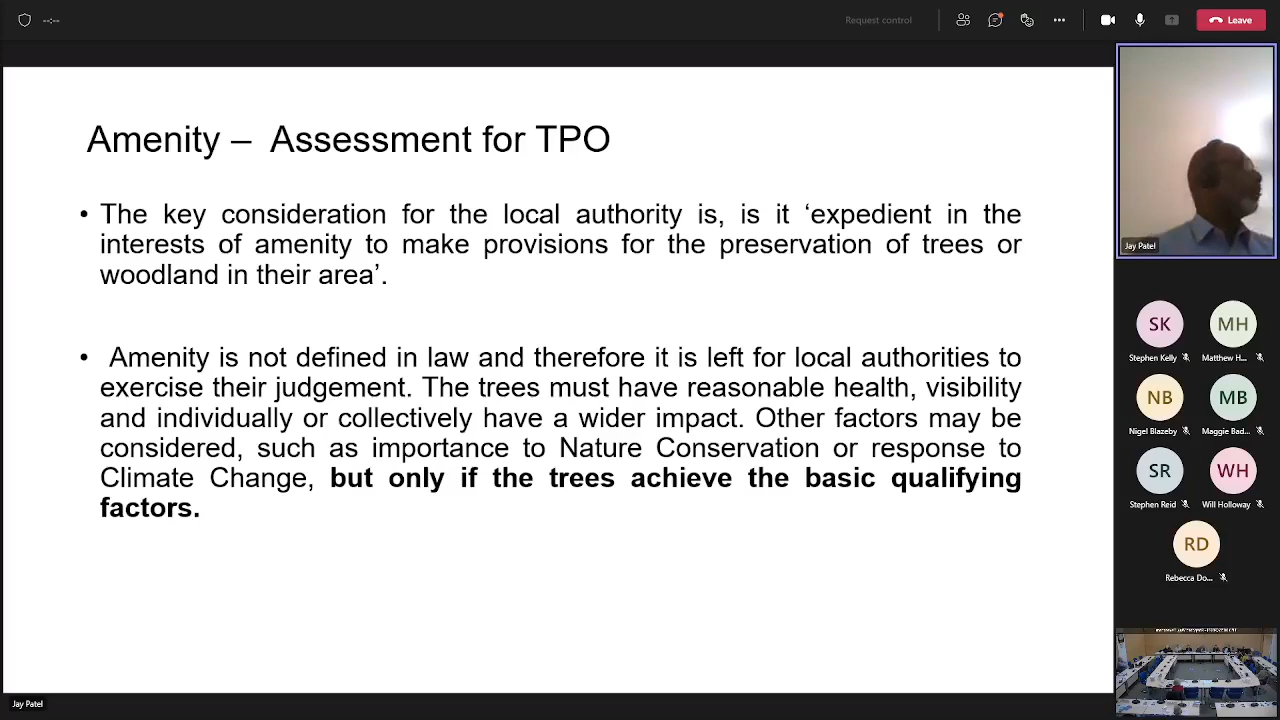 --:--
Request control
Leave
Amenity – Assessment for TPO
• The key consideration for the local authority is, is it ‘expedient in the
interests of amenity to make provisions for the preservation of trees or
woodland in their area’.
• Amenity is not defined in law and therefore it is left for local authorities to
exercise their judgement. The trees must have reasonable health, visibility
and individually or collectively have a wider impact. Other factors may be
considered, such as importance to Nature Conservation or response to
Climate Change, but only if the trees achieve the basic qualifying
factors.
Jay Patel
SK
MH
Stephen Kelly
Matthew H...
NB
MB
Nigel Blazeby
Maggie Bad...
SR
WH
Stephen Reid
Will Holloway
RD
Rebecca Do...
Jay Patel